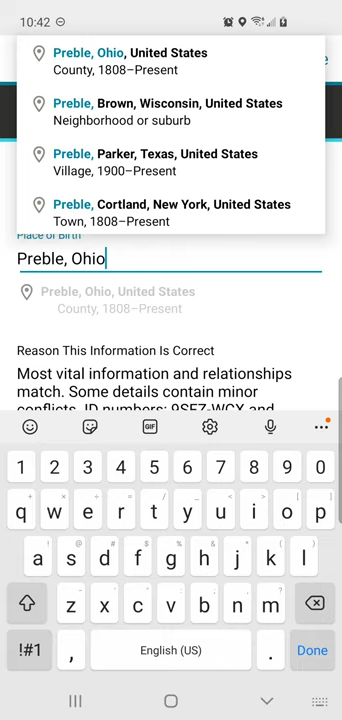 10:42
Preble, Ohio, United States
County, 1808–Present
Preble, Brown, Wisconsin, United States
Neighborhood or suburb
Preble, Parker, Texas, United States
Village, 1900–Present
Preble, Cortland, New York, United States
Town, 1808–Present
Place of Birth
Preble, Ohio
Preble, Ohio, United States
County, 1808–Present
Reason This Information Is Correct
Most vital information and relationships
match. Some details contain minor
conflicts. ID numbers: 9SFZ-WCX and
GIF
1 2 3 4 5 6 7 8 9 0
+ × ÷ = / _ < > [ ]
q w e r t y u i o p
! @ # $ % ^ & * ( )
a s d f g h j k l
- ' " : ; , ?
z x c v b n m
!#1 , English (US) . Done